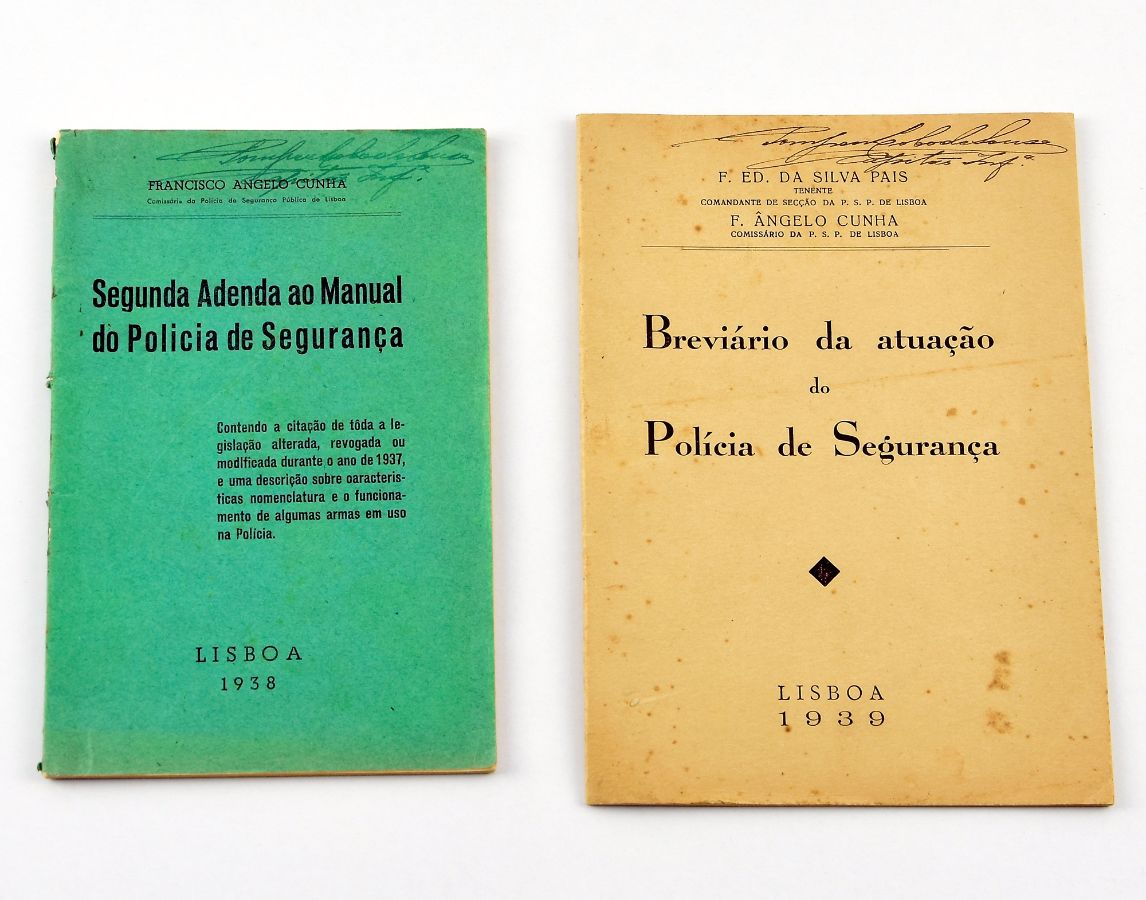 FRANCISCO ANGELO CUNHA
Comissário da Polícia de Segurança Pública de Lisboa
Segunda Adenda ao Manual
do Policia de Segurança
Contendo a citação de tôda a le-
gislação alterada, revogada ou
modificada durante o ano de 1937,
e uma descrição sobre oaracteris-
ticas nomenclatura e o funciona-
mento de algumas armas em uso
na Polícia.
LISBOA
1938
F. ED. DA SILVA PAIS
TENENTE
COMANDANTE DE SECÇÃO DA P. S. P. DE LISBOA
F. ÂNGELO CUNHA
COMISSÁRIO DA P. S. P. DE LISBOA
Breviário da atuação
do
Polícia de Segurança
LISBOA
1939